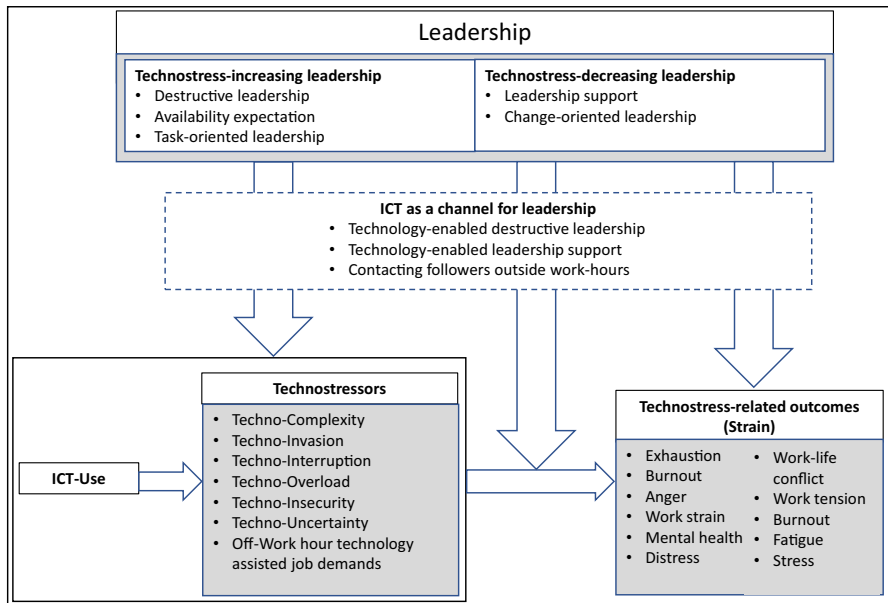 Leadership
Technostress-increasing leadership
• Destructive leadership
• Availability expectation
• Task-oriented leadership
Technostress-decreasing leadership
• Leadership support
• Change-oriented leadership
ICT as a channel for leadership
• Technology-enabled destructive leadership
• Technology-enabled leadership support
• Contacting followers outside work-hours
ICT-Use
Technostressors
• Techno-Complexity
• Techno-Invasion
• Techno-Interruption
• Techno-Overload
• Techno-Insecurity
• Techno-Uncertainty
• Off-Work hour technology
assisted job demands
Technostress-related outcomes
(Strain)
• Exhaustion
• Burnout
• Anger
• Work strain
• Mental health
• Distress
• Work-life
conflict
• Work tension
• Burnout
• Fatigue
• Stress